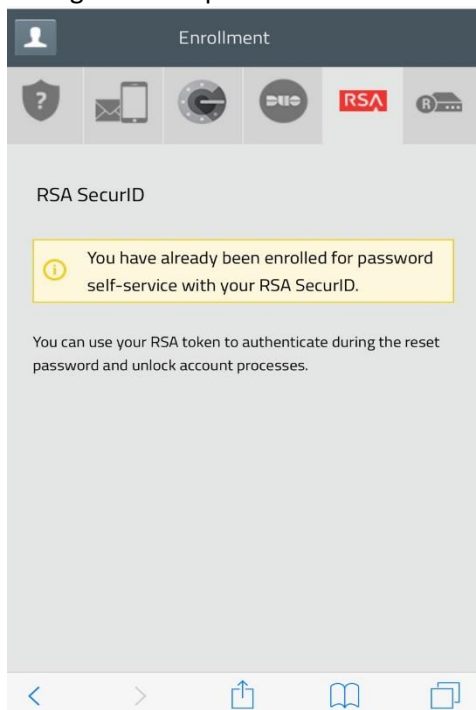 Enrollment
?
DUO
RSA
R
RSA SecurID
i
You have already been enrolled for password
self-service with your RSA SecurID.
You can use your RSA token to authenticate during the reset
password and unlock account processes.